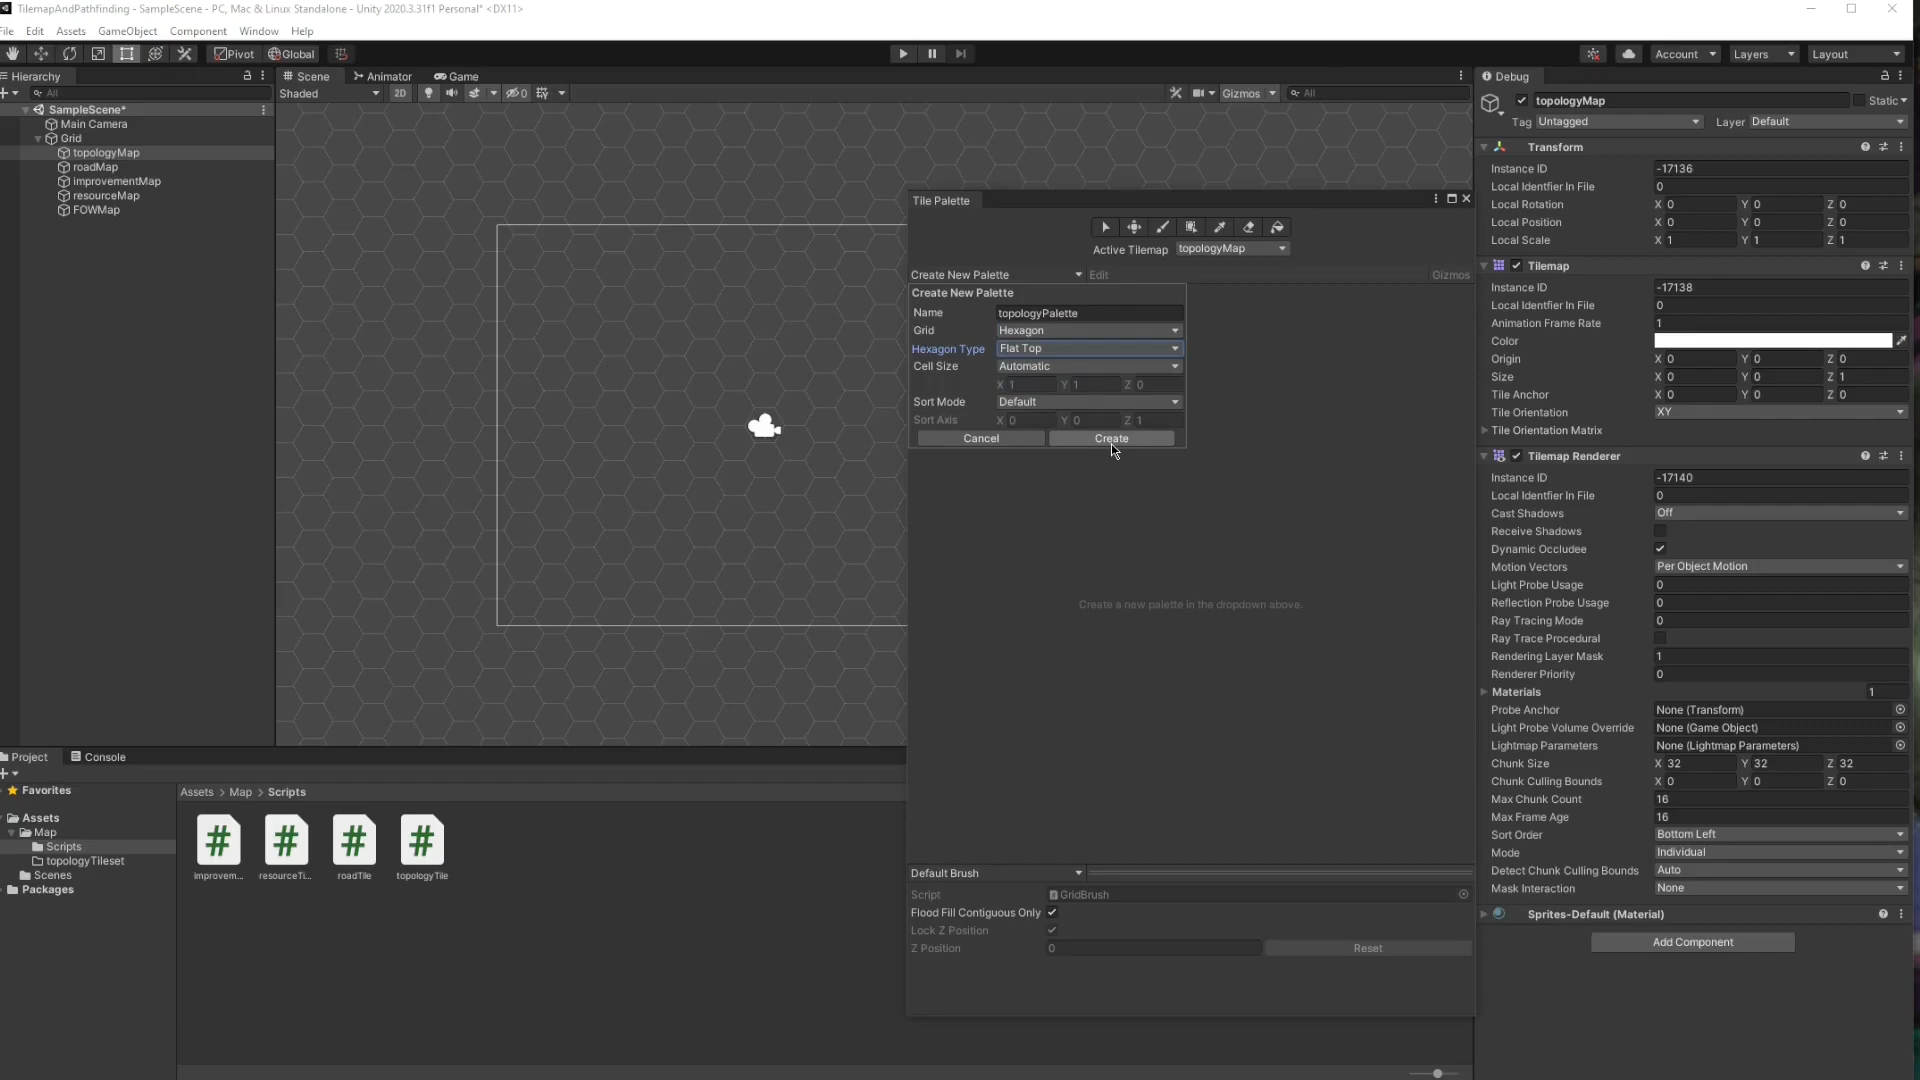 TilemapAndPathfinding - SampleScene - PC, Mac & Linux Standalone - Unity 2020.3.31f1 Personal* <DX11>
File Edit Assets GameObject Component Window Help
Pivot Global Account Layers Layout
Hierarchy
All
SampleScene*
Main Camera
Grid
topologyMap
roadMap
improvementMap
resourceMap
FOWMap
Scene Animator Game
Shaded 2D 0 Gizmos All
Tile Palette
Active Tilemap topologyMap
Create New Palette Edit Gizmos
Create New Palette
Name topologyPalette
Grid Hexagon
Hexagon Type Flat Top
Cell Size Automatic
X 1 Y 1 Z 0
Sort Mode Default
Sort Axis X 0 Y 0 Z 1
Cancel Create
Create a new palette in the dropdown above.
Default Brush
Script GridBrush
Flood Fill Contiguous Only
Lock Z Position
Z Position 0 Reset
Project Console
Favorites
Assets
Map
Scripts
topologyTileset
Scenes
Packages
Assets > Map > Scripts
improvem... resourceTi... roadTile topologyTile
Debug
topologyMap Static
Tag Untagged Layer Default
Transform
Instance ID -17136
Local Identfier In File 0
Local Rotation X 0 Y 0 Z 0
Local Position X 0 Y 0 Z 0
Local Scale X 1 Y 1 Z 1
Tilemap
Instance ID -17138
Local Identfier In File 0
Animation Frame Rate 1
Color
Origin X 0 Y 0 Z 0
Size X 0 Y 0 Z 1
Tile Anchor X 0 Y 0 Z 0
Tile Orientation XY
Tile Orientation Matrix
Tilemap Renderer
Instance ID -17140
Local Identfier In File 0
Cast Shadows Off
Receive Shadows
Dynamic Occludee
Motion Vectors Per Object Motion
Light Probe Usage 0
Reflection Probe Usage 0
Ray Tracing Mode 0
Ray Trace Procedural
Rendering Layer Mask 1
Renderer Priority 0
Materials 1
Probe Anchor None (Transform)
Light Probe Volume Override None (Game Object)
Lightmap Parameters None (Lightmap Parameters)
Chunk Size X 32 Y 32 Z 32
Chunk Culling Bounds X 0 Y 0 Z 0
Max Chunk Count 16
Max Frame Age 16
Sort Order Bottom Left
Mode Individual
Detect Chunk Culling Bounds Auto
Mask Interaction None
Sprites-Default (Material)
Add Component